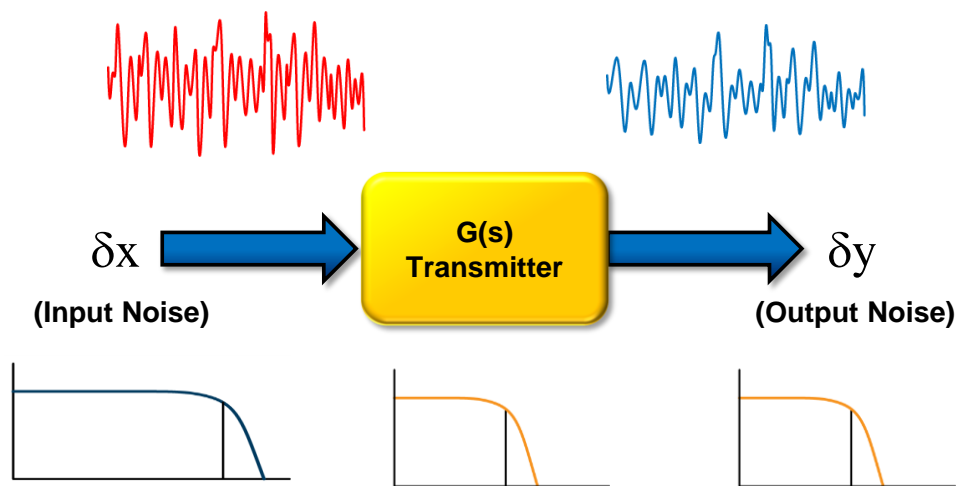 G(s)
Transmitter
δx
δy
(Input Noise)
(Output Noise)